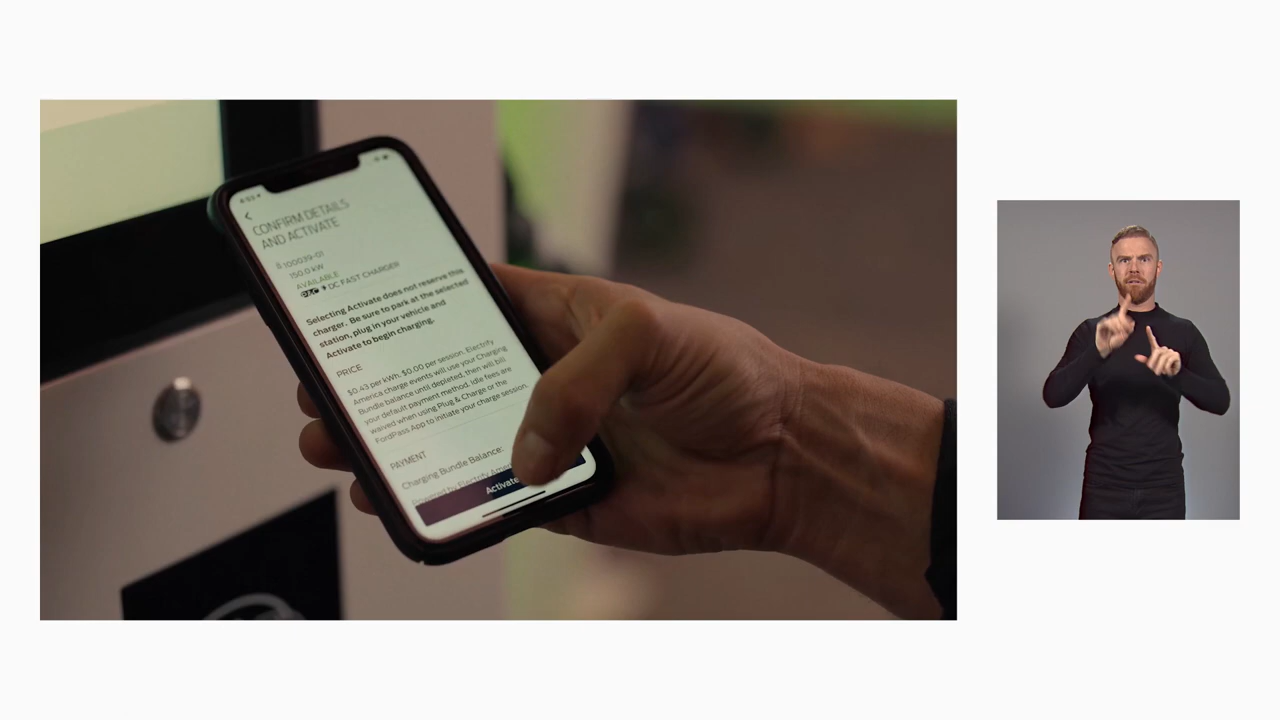 CONFIRM DETAILS
AND ACTIVATE
150.0 kW
AVAILABLE
DC FAST CHARGER
Selecting Activate does not reserve this
charger. Be sure to park at the selected
station, plug in your vehicle and
Activate to begin charging.
PRICE
$0.43 per kWh. $0.00 per session. Electrify
America charge events will use your Charging
Bundle balance until depleted, then will bill
your default payment method. Idle fees are
waived when using Plug & Charge or the
FordPass App to initiate your charge session.
PAYMENT
Charging Bundle Balance:
Powered by Electrify
Activate